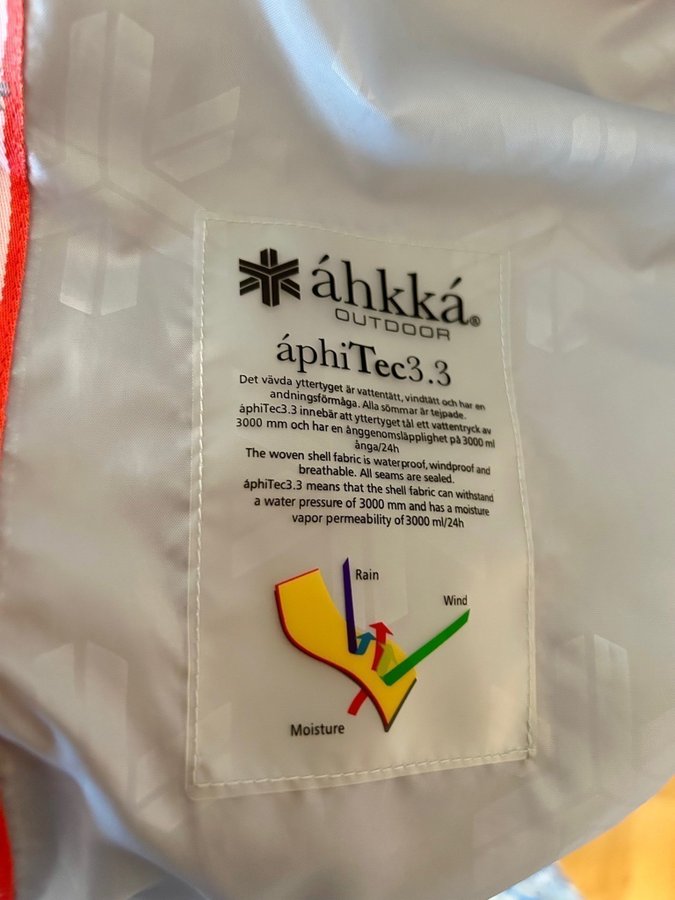 áhkká®
OUTDOOR
áphiTec3.3
Det vävda yttertyget är vattentätt, vindtätt och har en
andningsförmåga. Alla sömmar är tejpade.
áphiTec3.3 innebär att yttertyget tål ett vattentryck av
3000 mm och har en ånggenomsläpplighet på 3000 ml
ånga/24h
The woven shell fabric is waterproof, windproof and
breathable. All seams are sealed.
áphiTec3.3 means that the shell fabric can withstand
a water pressure of 3000 mm and has a moisture
vapor permeability of 3000 ml/24h
Rain
Wind
Moisture